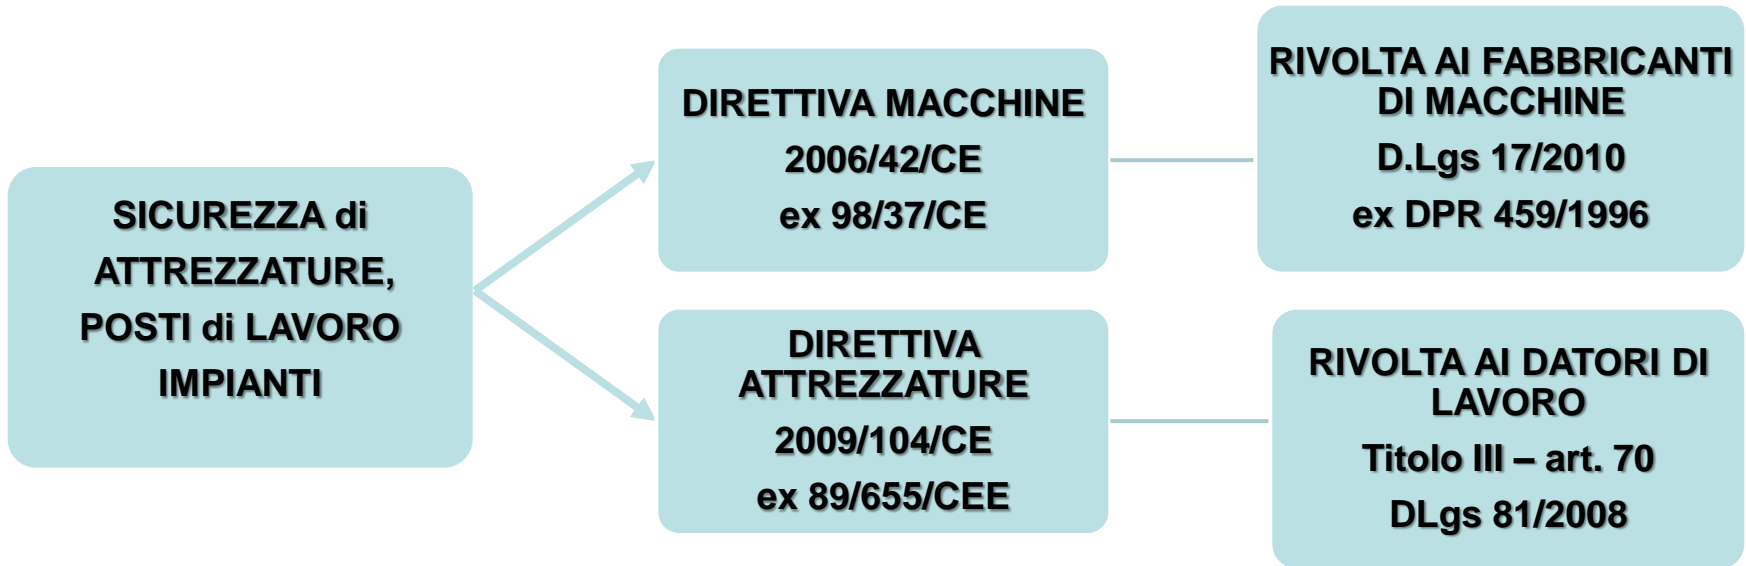 SICUREZZA di
ATTREZZATURE,
POSTI di LAVORO
IMPIANTI
DIRETTIVA MACCHINE
2006/42/CE
ex 98/37/CE
RIVOLTA AI FABBRICANTI
DI MACCHINE
D.Lgs 17/2010
ex DPR 459/1996
DIRETTIVA
ATTREZZATURE
2009/104/CE
ex 89/655/CEE
RIVOLTA AI DATORI DI
LAVORO
Titolo III – art. 70
DLgs 81/2008